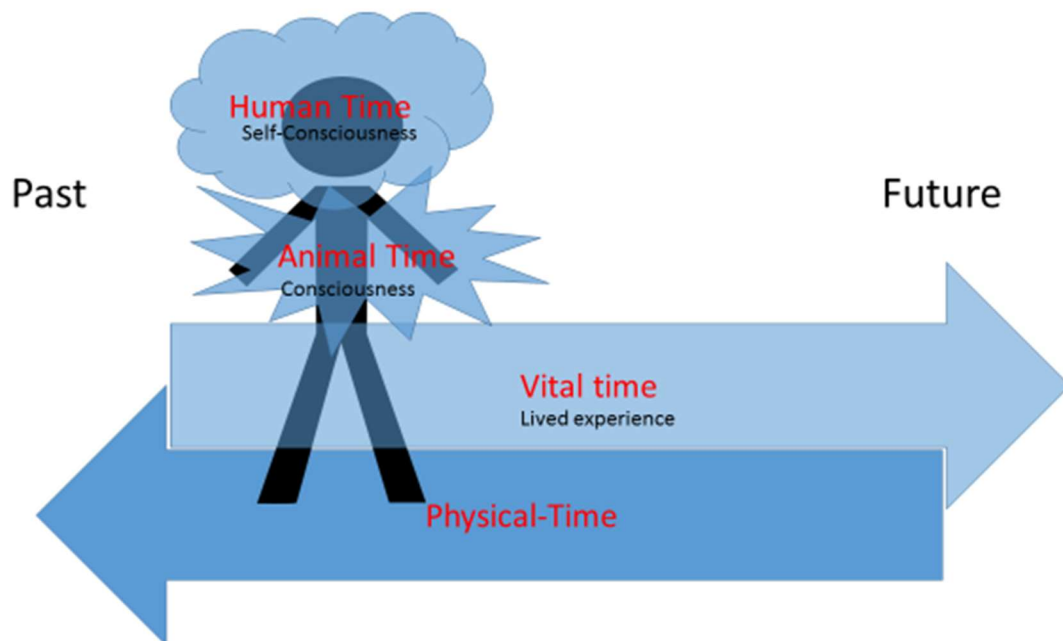 Human Time
Self-Consciousness
Past
Future
Animal Time
Consciousness
Vital time
Lived experience
Physical-Time